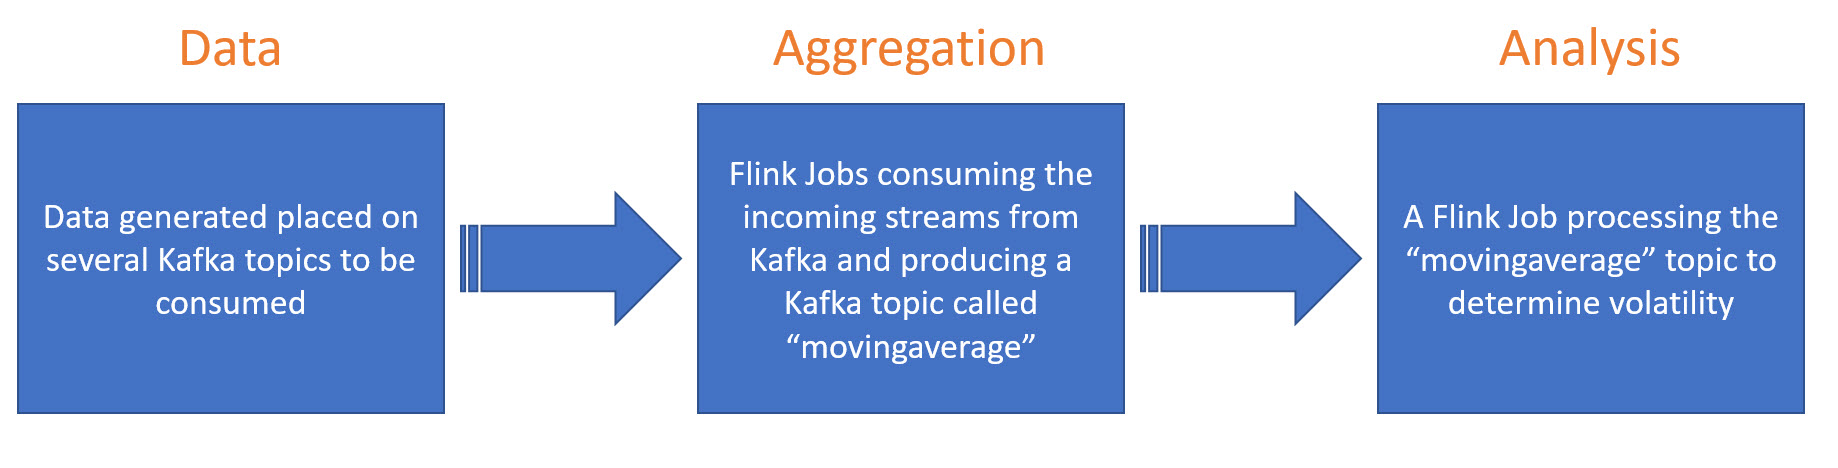 Data
Data generated placed on
several Kafka topics to be
consumed
Aggregation
Flink Jobs consuming the
incoming streams from
Kafka and producing a
Kafka topic called
“movingaverage”
Analysis
A Flink Job processing the
“movingaverage” topic to
determine volatility